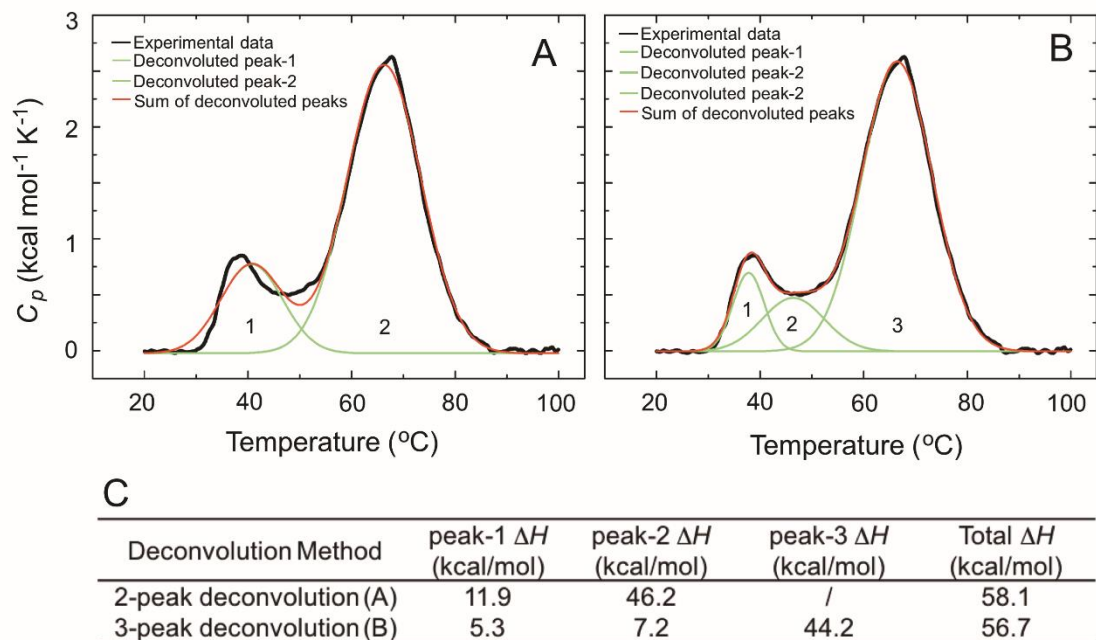 A
Experimental data
Deconvoluted peak-1
Deconvoluted peak-2
Sum of deconvoluted peaks
3
2
1
0
Cp (kcal mol⁻¹ K⁻¹)
1
2
20 40 60 80 100
Temperature (°C)
B
Experimental data
Deconvoluted peak-1
Deconvoluted peak-2
Deconvoluted peak-2
Sum of deconvoluted peaks
1
2
3
20 40 60 80 100
Temperature (°C)
C
Deconvolution Method peak-1 ΔH (kcal/mol) peak-2 ΔH (kcal/mol) peak-3 ΔH (kcal/mol) Total ΔH (kcal/mol)
2-peak deconvolution (A) 11.9 46.2 / 58.1
3-peak deconvolution (B) 5.3 7.2 44.2 56.7